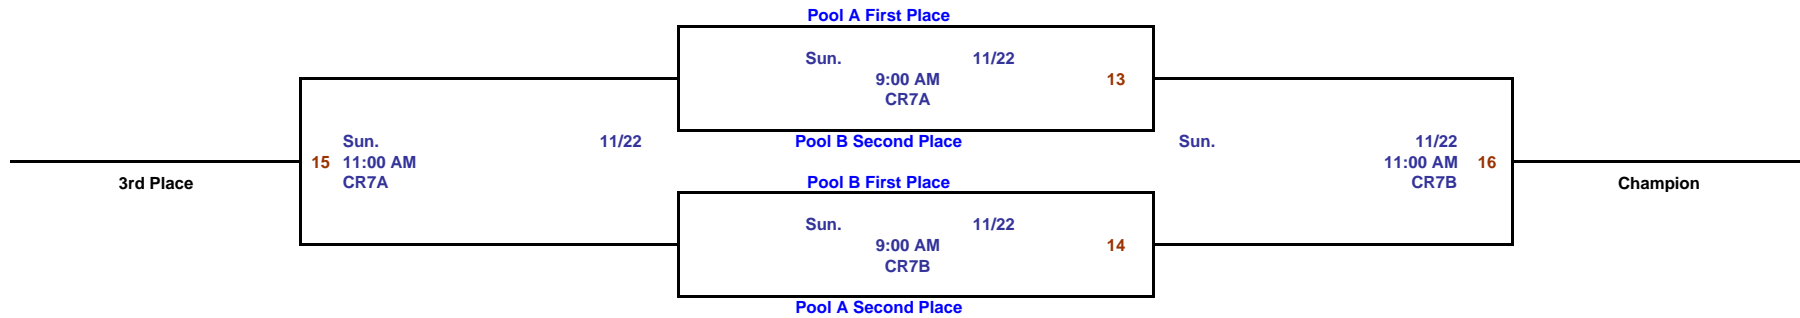 Pool A First Place
Sun. 11/22
9:00 AM 13
CR7A
Sun. 11/22 Pool B Second Place Sun. 11/22
15 11:00 AM 11:00 AM 16
3rd Place CR7A Pool B First Place CR7B Champion
Sun. 11/22
9:00 AM 14
CR7B
Pool A Second Place